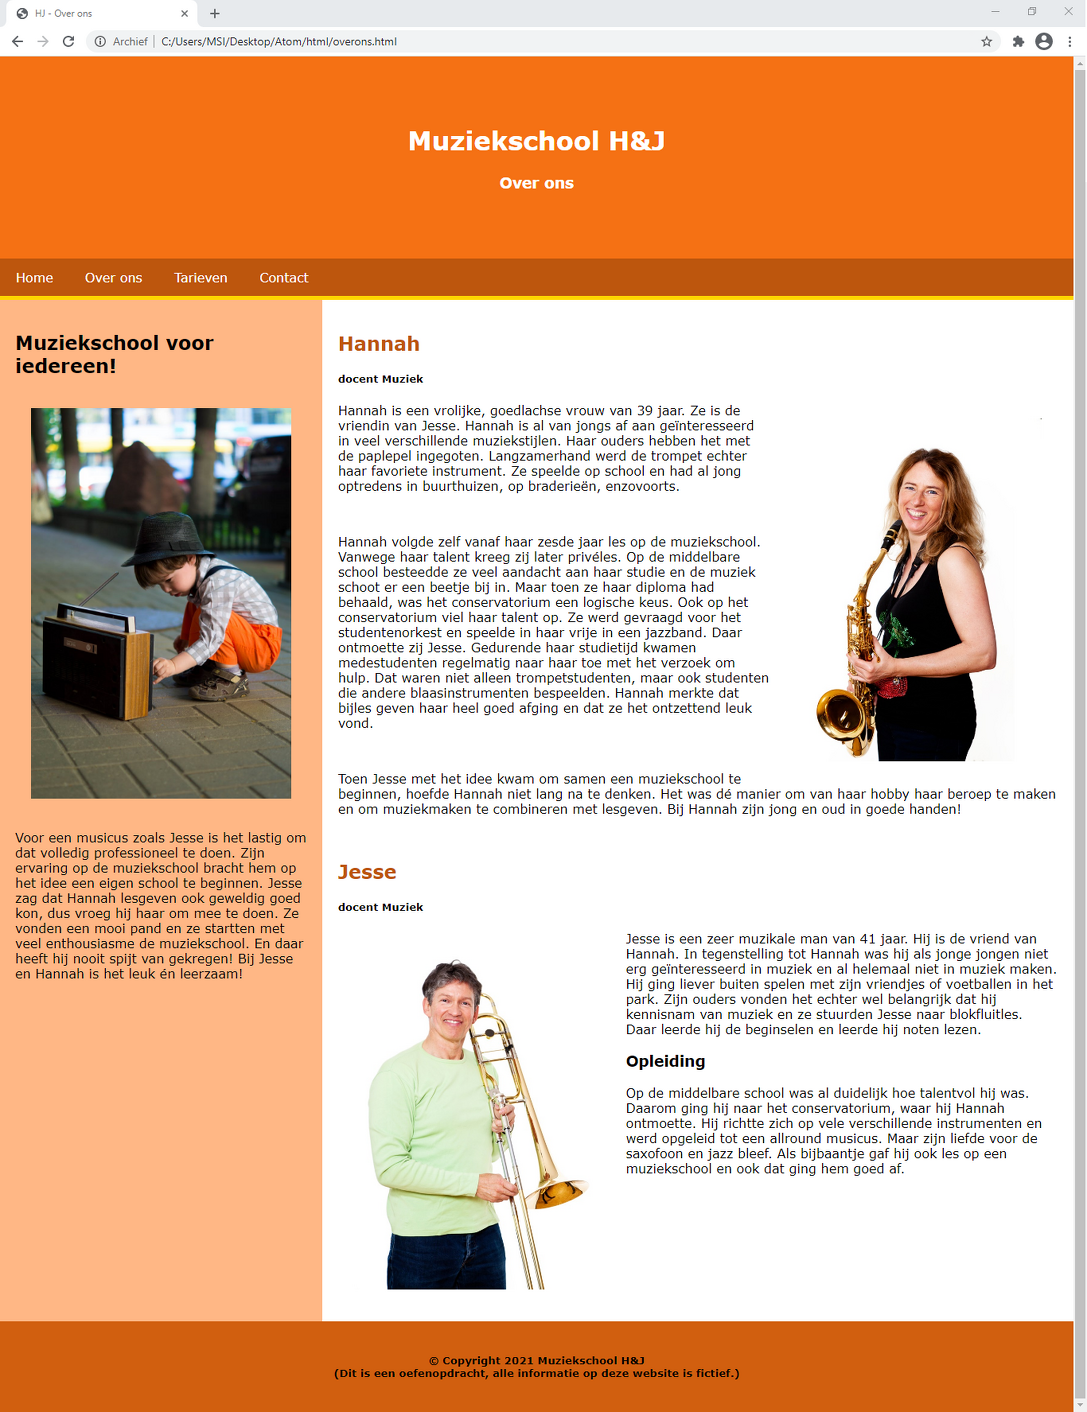 HJ - Over ons
Archief | C:/Users/MSI/Desktop/Atom/html/overons.html
Muziekschool H&J
Over ons
Home Over ons Tarieven Contact
Muziekschool voor
iedereen!
Voor een musicus zoals Jesse is het lastig om
dat volledig professioneel te doen. Zijn
ervaring op de muziekschool bracht hem op
het idee een eigen school te beginnen. Jesse
zag dat Hannah lesgeven ook geweldig goed
kon, dus vroeg hij haar om mee te doen. Ze
vonden een mooi pand en ze startten met
veel enthousiasme de muziekschool. En daar
heeft hij nooit spijt van gekregen! Bij Jesse
en Hannah is het leuk én leerzaam!
Hannah
docent Muziek
Hannah is een vrolijke, goedlachse vrouw van 39 jaar. Ze is de
vriendin van Jesse. Hannah is al van jongs af aan geïnteresseerd
in veel verschillende muziekstijlen. Haar ouders hebben het met
de paplepel ingegoten. Langzamerhand werd de trompet echter
haar favoriete instrument. Ze speelde op school en had al jong
optredens in buurthuizen, op braderieën, enzovoorts.
Hannah volgde zelf vanaf haar zesde jaar les op de muziekschool.
Vanwege haar talent kreeg zij later privéles. Op de middelbare
school besteedde ze veel aandacht aan haar studie en de muziek
schoot er een beetje bij in. Maar toen ze haar diploma had
behaald, was het conservatorium een logische keus. Ook op het
conservatorium viel haar talent op. Ze werd gevraagd voor het
studentenorkest en speelde in haar vrije in een jazzband. Daar
ontmoette zij Jesse. Gedurende haar studietijd kwamen
medestudenten regelmatig naar haar toe met het verzoek om
hulp. Dat waren niet alleen trompetstudenten, maar ook studenten
die andere blaasinstrumenten bespeelden. Hannah merkte dat
bijles geven haar heel goed afging en dat ze het ontzettend leuk
vond.
Toen Jesse met het idee kwam om samen een muziekschool te
beginnen, hoefde Hannah niet lang na te denken. Het was dé manier om van haar hobby haar beroep te maken
en om muziekmaken te combineren met lesgeven. Bij Hannah zijn jong en oud in goede handen!
Jesse
docent Muziek
Jesse is een zeer muzikale man van 41 jaar. Hij is de vriend van
Hannah. In tegenstelling tot Hannah was hij als jonge jongen niet
erg geïnteresseerd in muziek en al helemaal niet in muziek maken.
Hij ging liever buiten spelen met zijn vriendjes of voetballen in het
park. Zijn ouders vonden het echter wel belangrijk dat hij
kennisnam van muziek en ze stuurden Jesse naar blokfluitles.
Daar leerde hij de beginselen en leerde hij noten lezen.
Opleiding
Op de middelbare school was al duidelijk hoe talentvol hij was.
Daarom ging hij naar het conservatorium, waar hij Hannah
ontmoette. Hij richtte zich op vele verschillende instrumenten en
werd opgeleid tot een allround musicus. Maar zijn liefde voor de
saxofoon en jazz bleef. Als bijbaantje gaf hij ook les op een
muziekschool en ook dat ging hem goed af.
© Copyright 2021 Muziekschool H&J
(Dit is een oefenopdracht, alle informatie op deze website is fictief.)